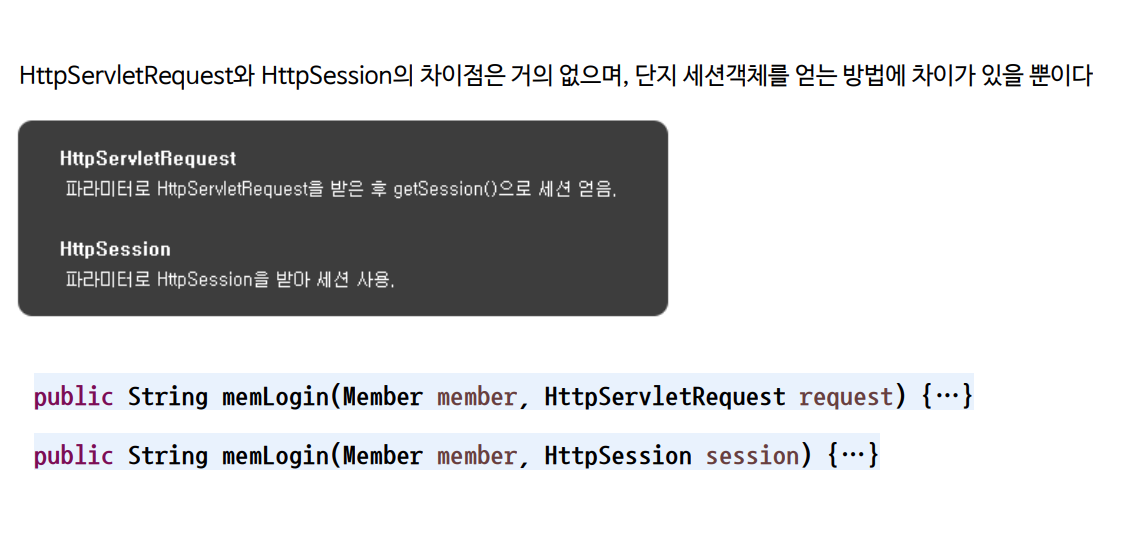 HttpServletRequest와 HttpSession의 차이점은 거의 없으며, 단지 세션객체를 얻는 방법에 차이가 있을 뿐이다
HttpServletRequest
파라미터로 HttpServletRequest을 받은 후 getSession()으로 세션 얻음.
HttpSession
파라미터로 HttpSession을 받아 세션 사용.
public String memLogin(Member member, HttpServletRequest request) {…}
public String memLogin(Member member, HttpSession session) {…}